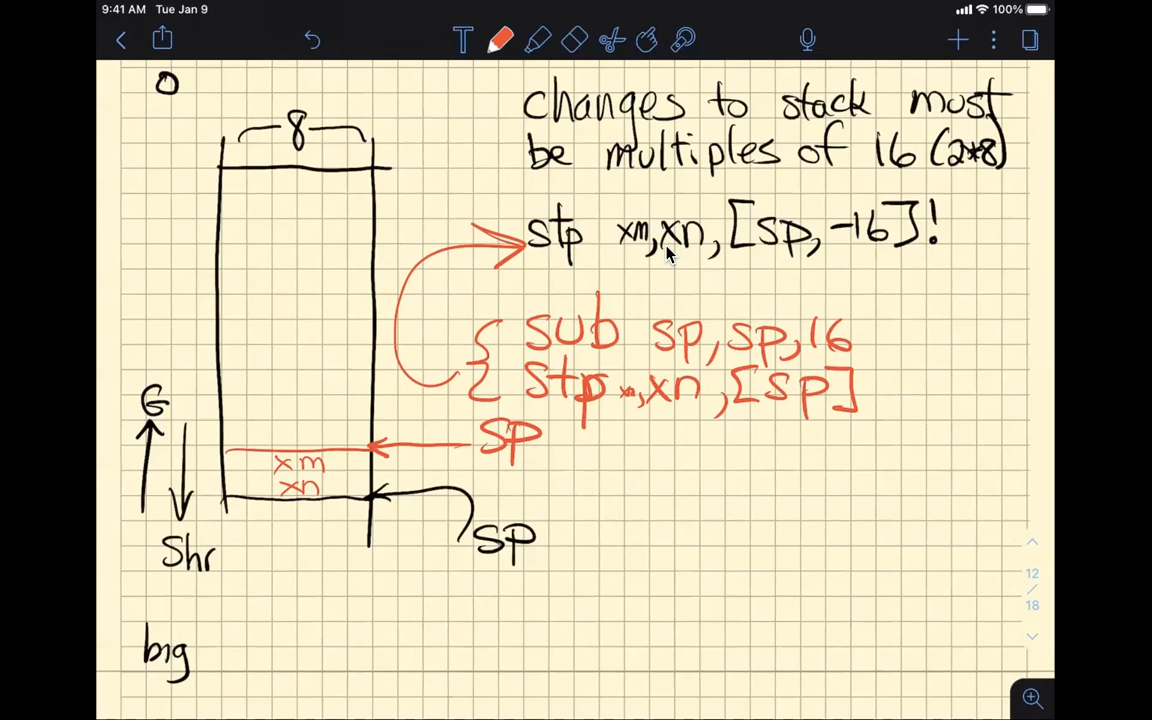 9:41 AM Tue Jan 9
100%
T
0
8
changes to stack must
be multiples of 16 (2*8)
stp xm,xn,[sp,-16]!
sub sp,sp,16
stp xm,xn,[sp]
G
sp
xm
xn
sp
Shr
big
12
/
18